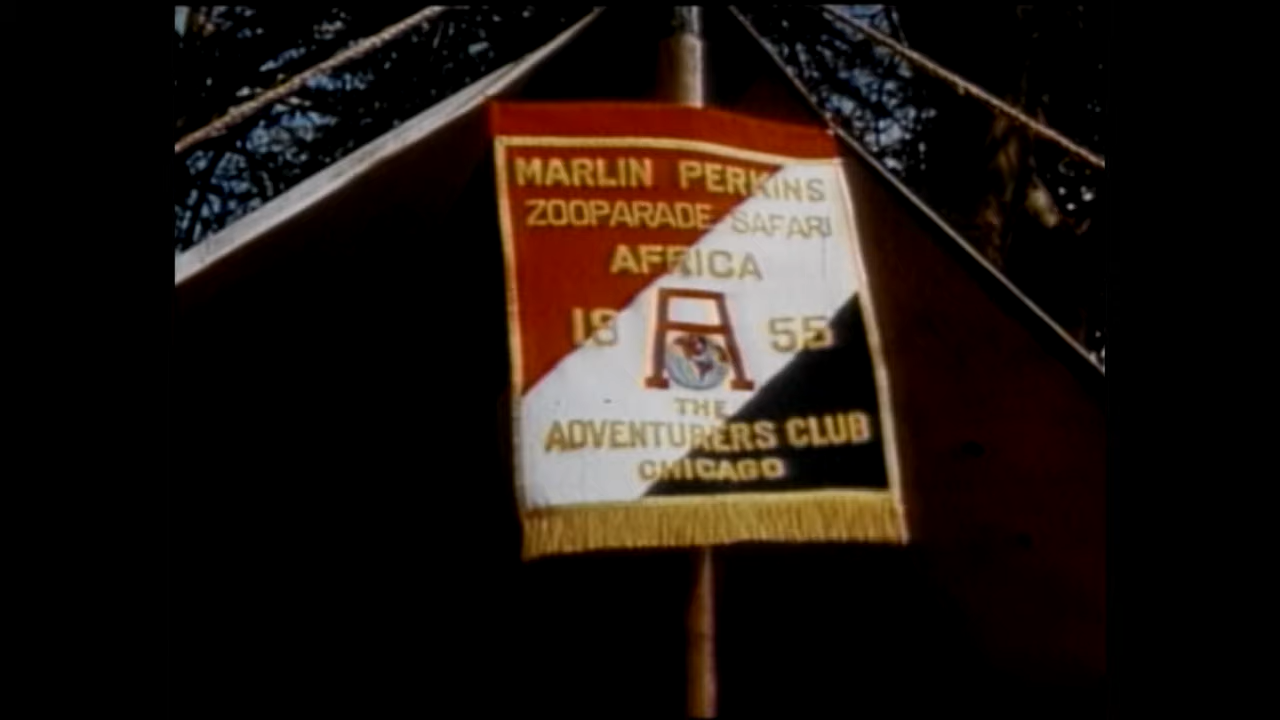 MARLIN PERKINS
ZOOPARADE SAFARI
AFRICA
19 A 55
THE
ADVENTURERS CLUB
CHICAGO